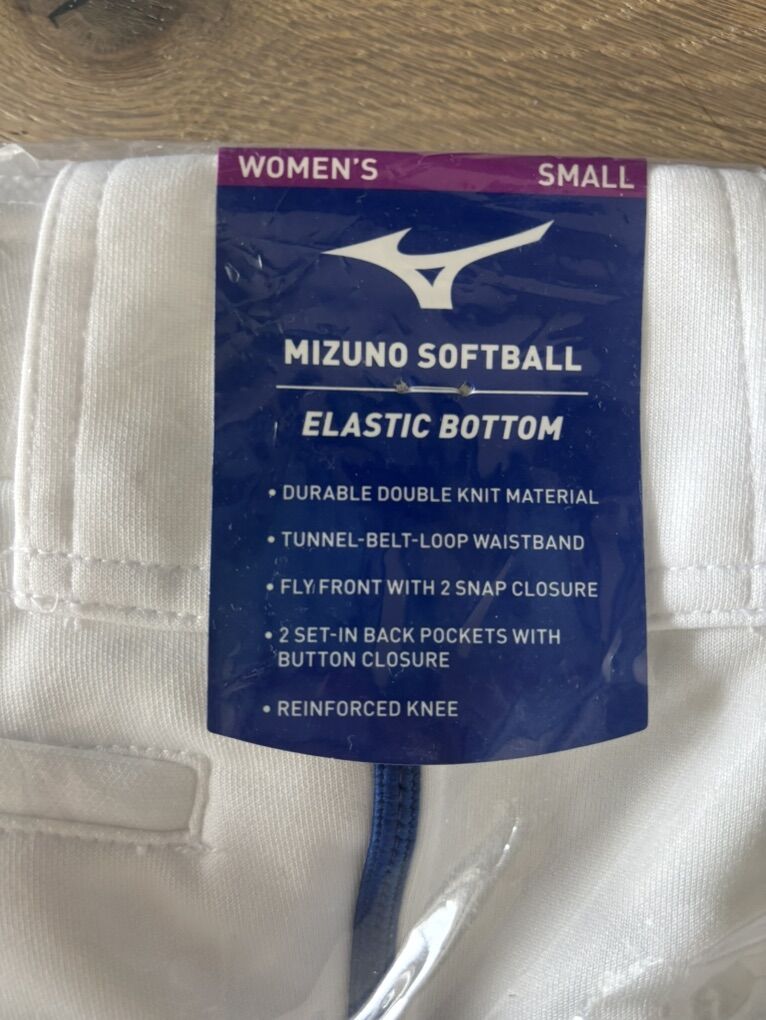 WOMEN'S SMALL
MIZUNO SOFTBALL
ELASTIC BOTTOM
• DURABLE DOUBLE KNIT MATERIAL
• TUNNEL-BELT-LOOP WAISTBAND
• FLY FRONT WITH 2 SNAP CLOSURE
• 2 SET-IN BACK POCKETS WITH
BUTTON CLOSURE
• REINFORCED KNEE